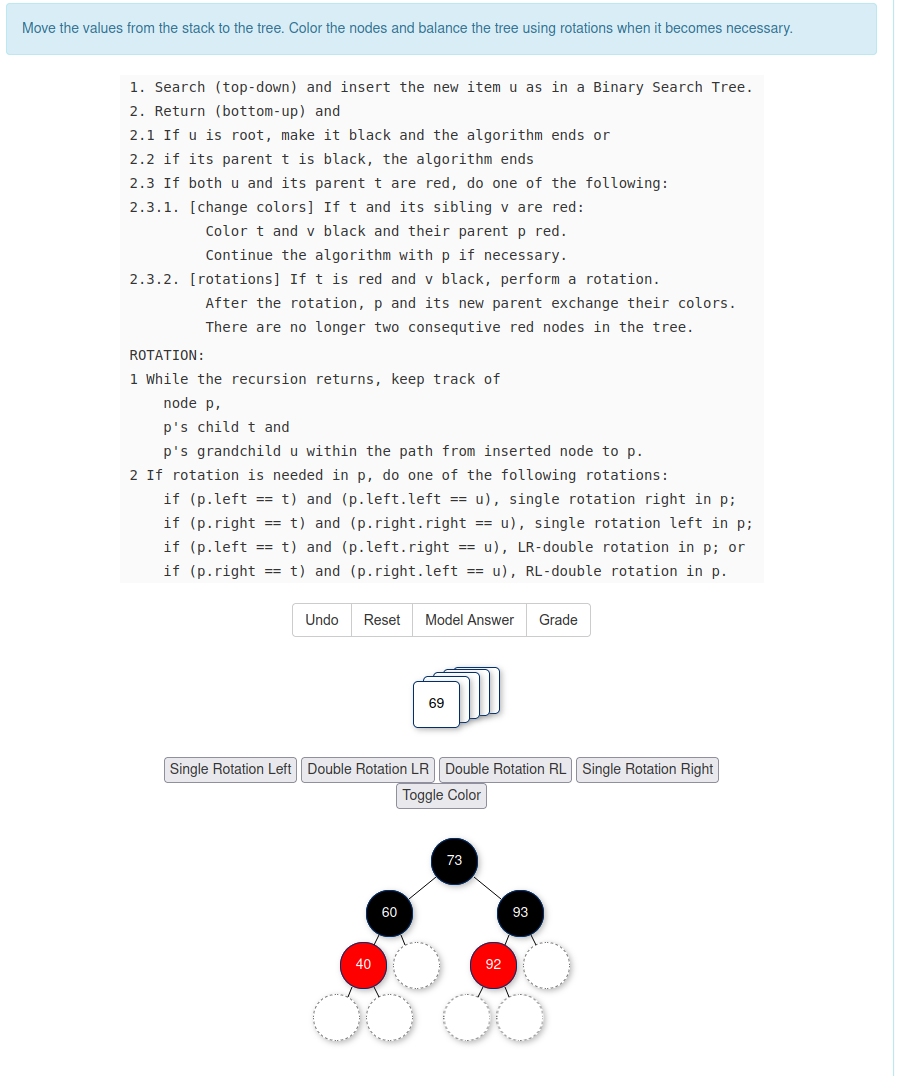 Move the values from the stack to the tree. Color the nodes and balance the tree using rotations when it becomes necessary.
1. Search (top-down) and insert the new item u as in a Binary Search Tree.
2. Return (bottom-up) and
2.1 If u is root, make it black and the algorithm ends or
2.2 if its parent t is black, the algorithm ends
2.3 If both u and its parent t are red, do one of the following:
2.3.1. [change colors] If t and its sibling v are red:
Color t and v black and their parent p red.
Continue the algorithm with p if necessary.
2.3.2. [rotations] If t is red and v black, perform a rotation.
After the rotation, p and its new parent exchange their colors.
There are no longer two consequtive red nodes in the tree.
ROTATION:
1 While the recursion returns, keep track of
node p,
p's child t and
p's grandchild u within the path from inserted node to p.
2 If rotation is needed in p, do one of the following rotations:
if (p.left == t) and (p.left.left == u), single rotation right in p;
if (p.right == t) and (p.right.right == u), single rotation left in p;
if (p.left == t) and (p.left.right == u), LR-double rotation in p; or
if (p.right == t) and (p.right.left == u), RL-double rotation in p.
Undo Reset Model Answer Grade
69
Single Rotation Left Double Rotation LR Double Rotation RL Single Rotation Right
Toggle Color
73
60 93
40 92